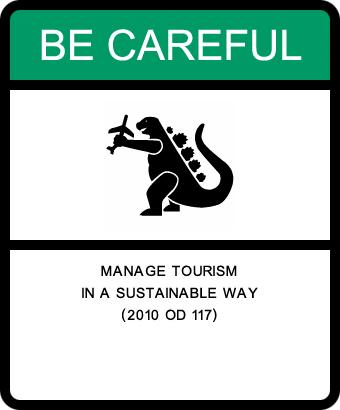 BE CAREFUL
MANAGE TOURISM
IN A SUSTAINABLE WAY
(2010 OD 117)